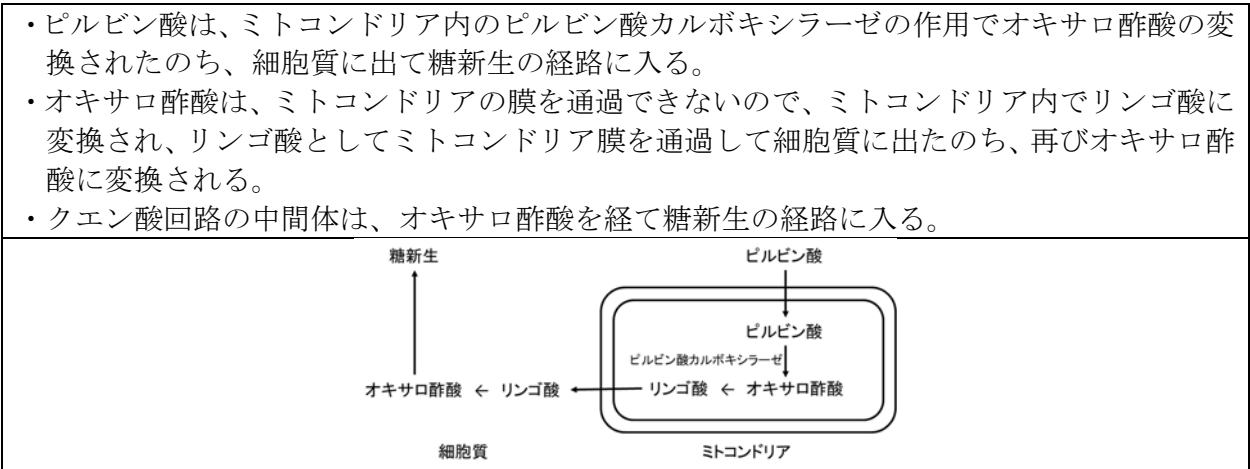 ・ピルビン酸は、ミトコンドリア内のピルビン酸カルボキシラーゼの作用でオキサロ酢酸の変
換されたのち、細胞質に出て糖新生の経路に入る。
・オキサロ酢酸は、ミトコンドリアの膜を通過できないので、ミトコンドリア内でリンゴ酸に
変換され、リンゴ酸としてミトコンドリア膜を通過して細胞質に出たのち、再びオキサロ酢
酸に変換される。
・クエン酸回路の中間体は、オキサロ酢酸を経て糖新生の経路に入る。
糖新生 ピルビン酸
ピルビン酸
ピルビン酸カルボキシラーゼ
オキサロ酢酸 ← リンゴ酸 ← リンゴ酸 ← オキサロ酢酸
細胞質 ミトコンドリア